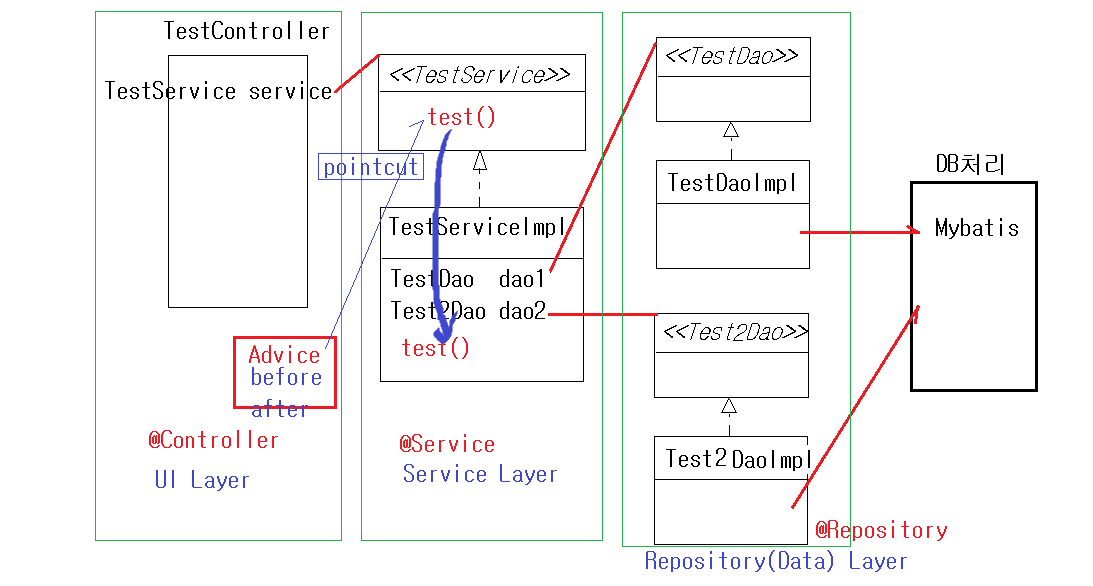 TestController
TestService service
<<TestService>>
test()
pointcut
TestServiceImpl
TestDao dao1
Test2Dao dao2
test()
Advice
before
after
@Controller
UI Layer
@Service
Service Layer
<<TestDao>>
TestDaoImpl
<<Test2Dao>>
Test2 DaoImpl
@Repository
Repository(Data) Layer
DB처리
Mybatis